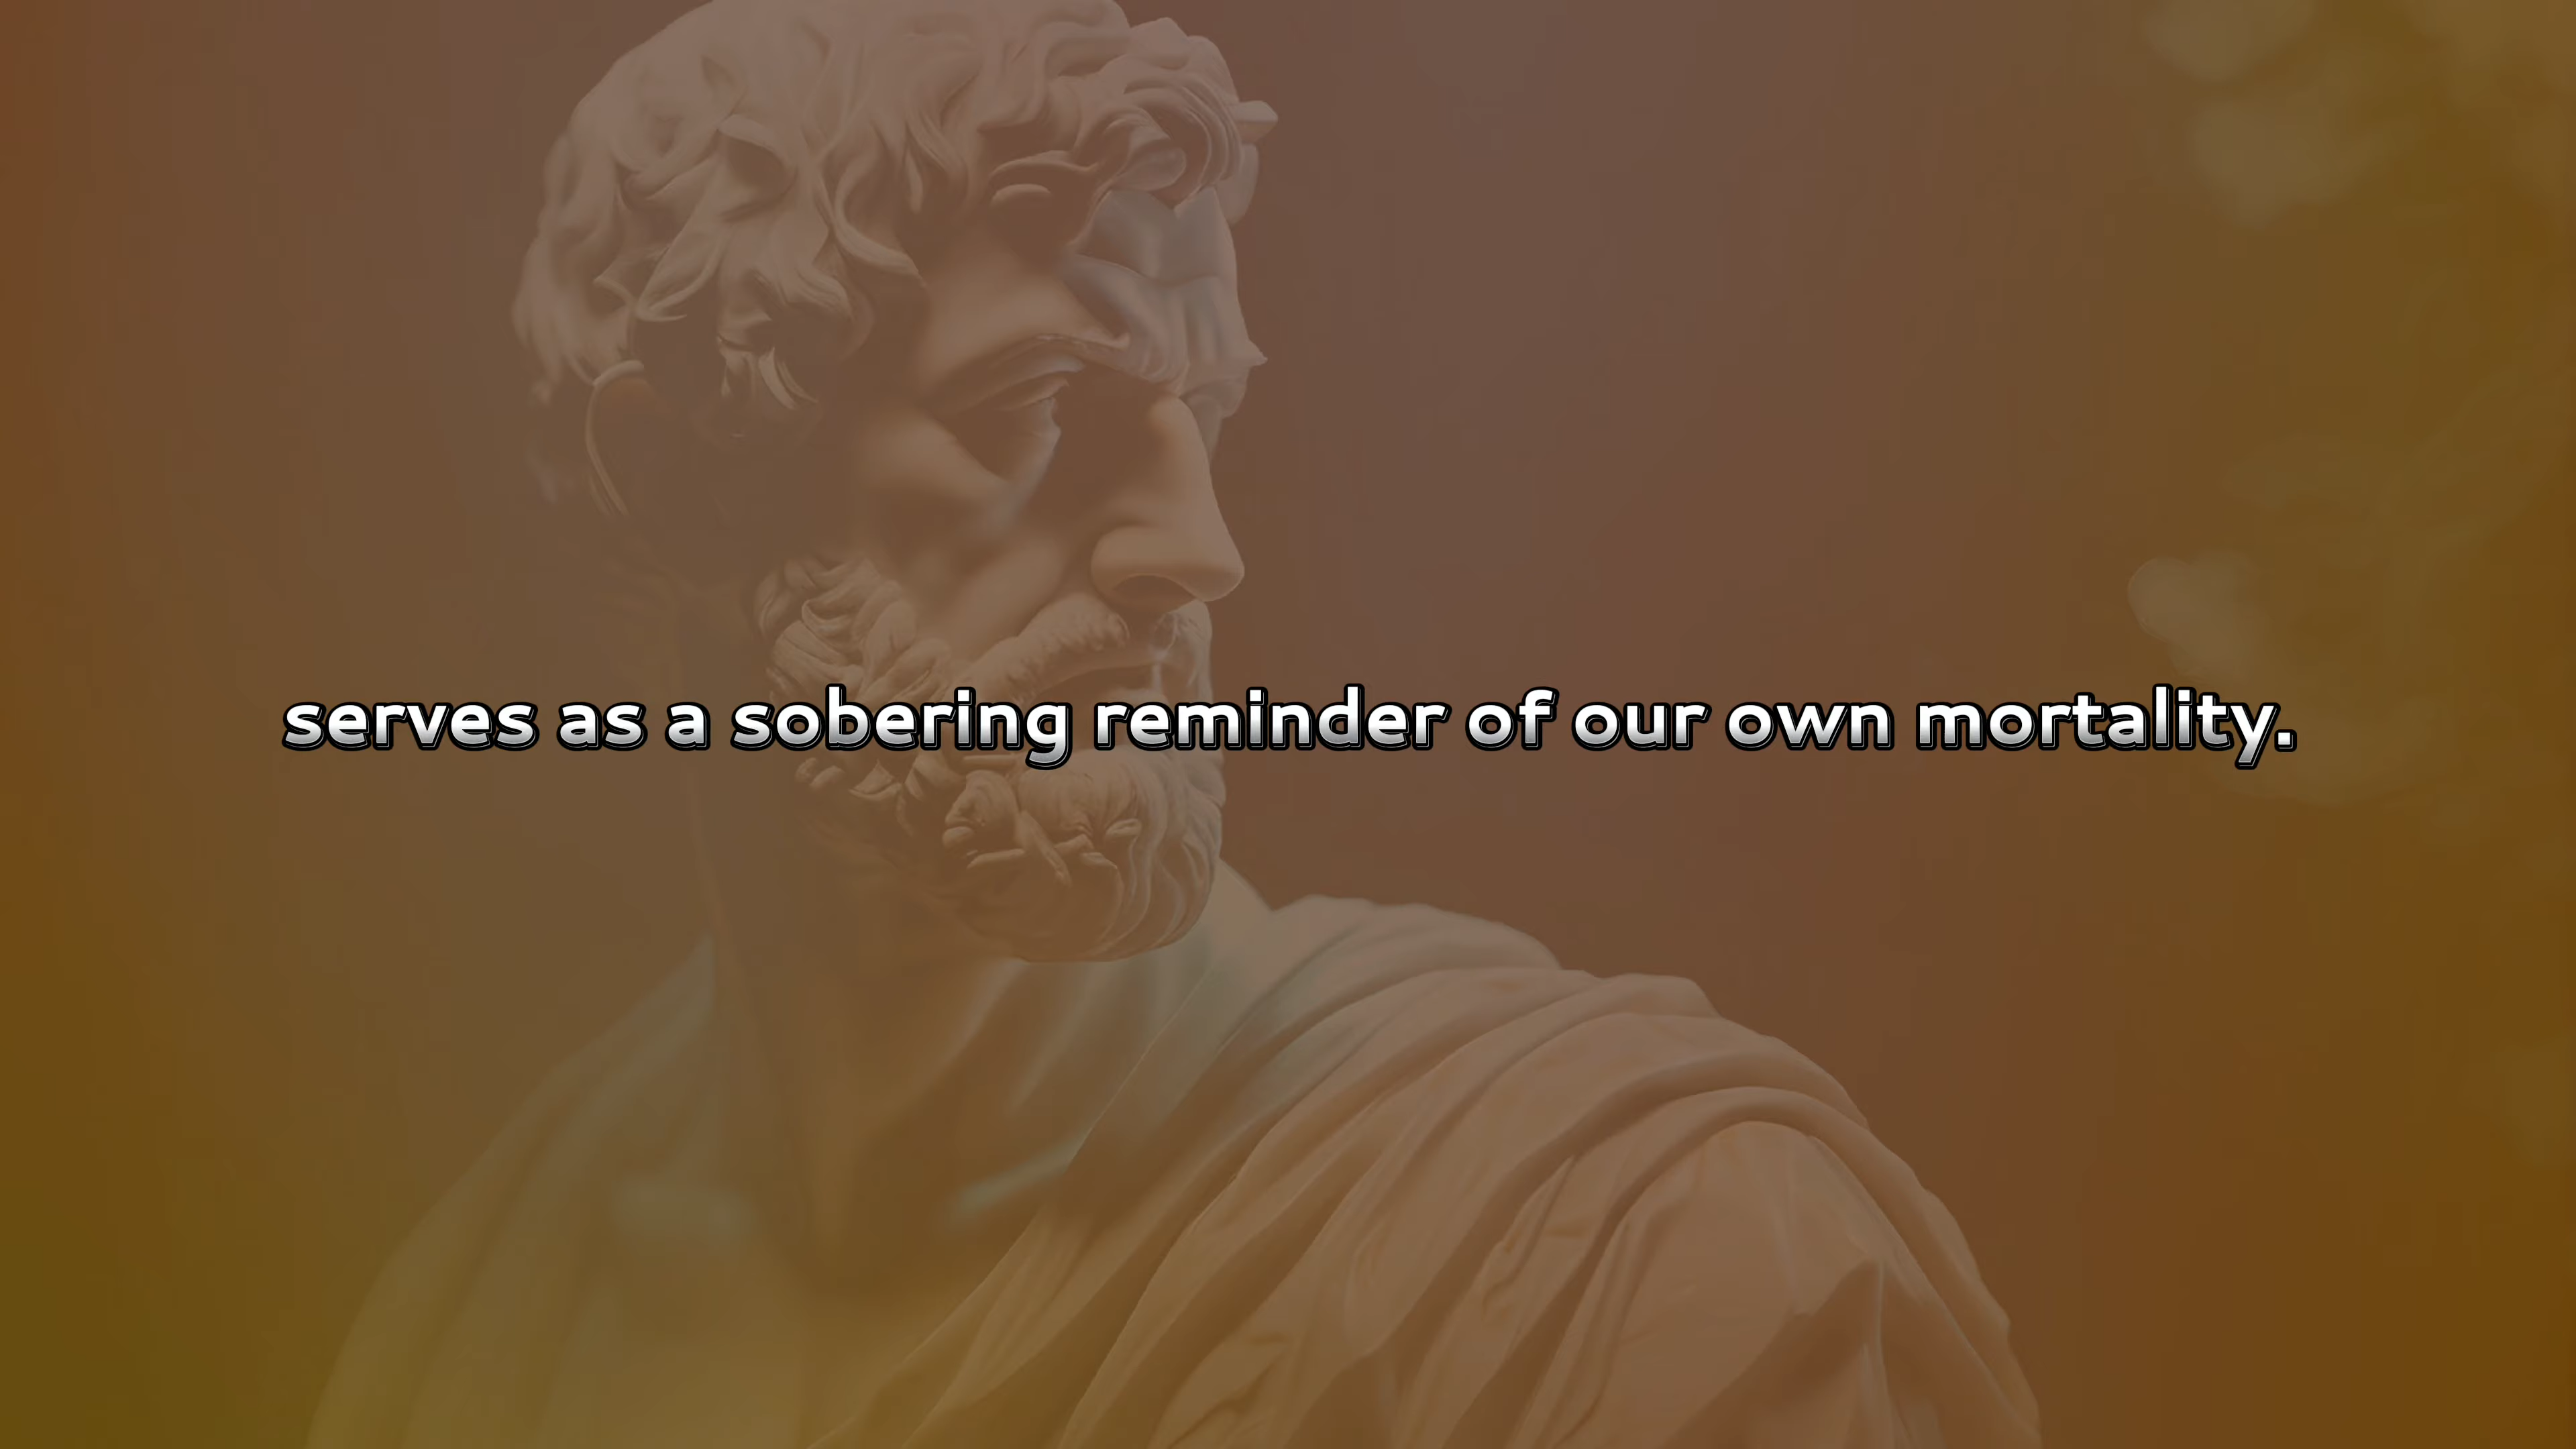 serves as a sobering reminder of our own mortality.